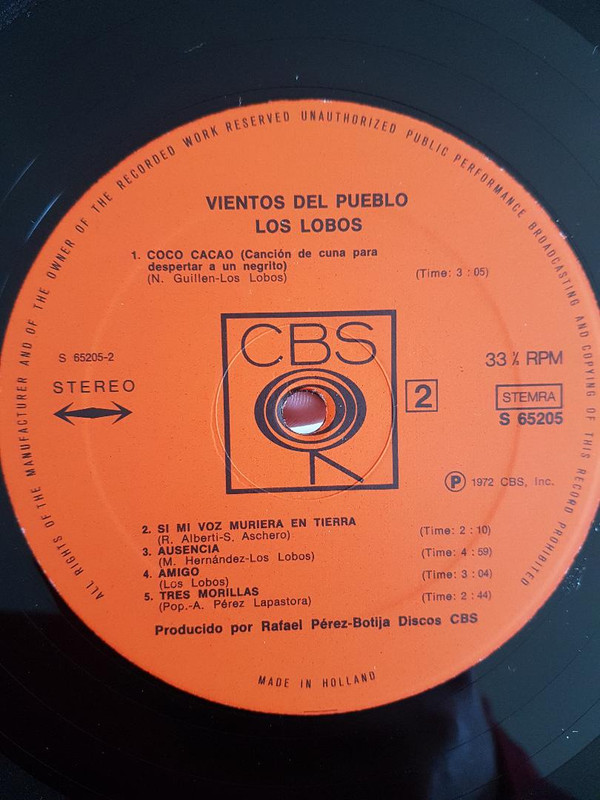 ALL RIGHTS OF THE MANUFACTURER AND OF THE OWNER OF THE RECORDED WORK RESERVED UNAUTHORIZED PUBLIC PERFORMANCE BROADCASTING AND COPYING OF THIS RECORD PROHIBITED
VIENTOS DEL PUEBLO
LOS LOBOS
1. COCO CACAO (Canción de cuna para
despertar a un negrito)
(N. Guillen-Los Lobos) (Time: 3 : 05)
CBS
S 65205-2
33 ⅓ RPM
STEREO
2
STEMRA
S 65205
Ⓟ 1972 CBS, Inc.
2. SI MI VOZ MURIERA EN TIERRA
(R. Alberti-S. Aschero) (Time: 2 : 10)
3. AUSENCIA
(M. Hernández-Los Lobos) (Time: 4 : 59)
4. AMIGO
(Los Lobos) (Time: 3 : 04)
5. TRES MORILLAS
(Pop.-A. Pérez Lapastora) (Time: 2 : 44)
Producido por Rafael Pérez-Botija Discos CBS
MADE IN HOLLAND